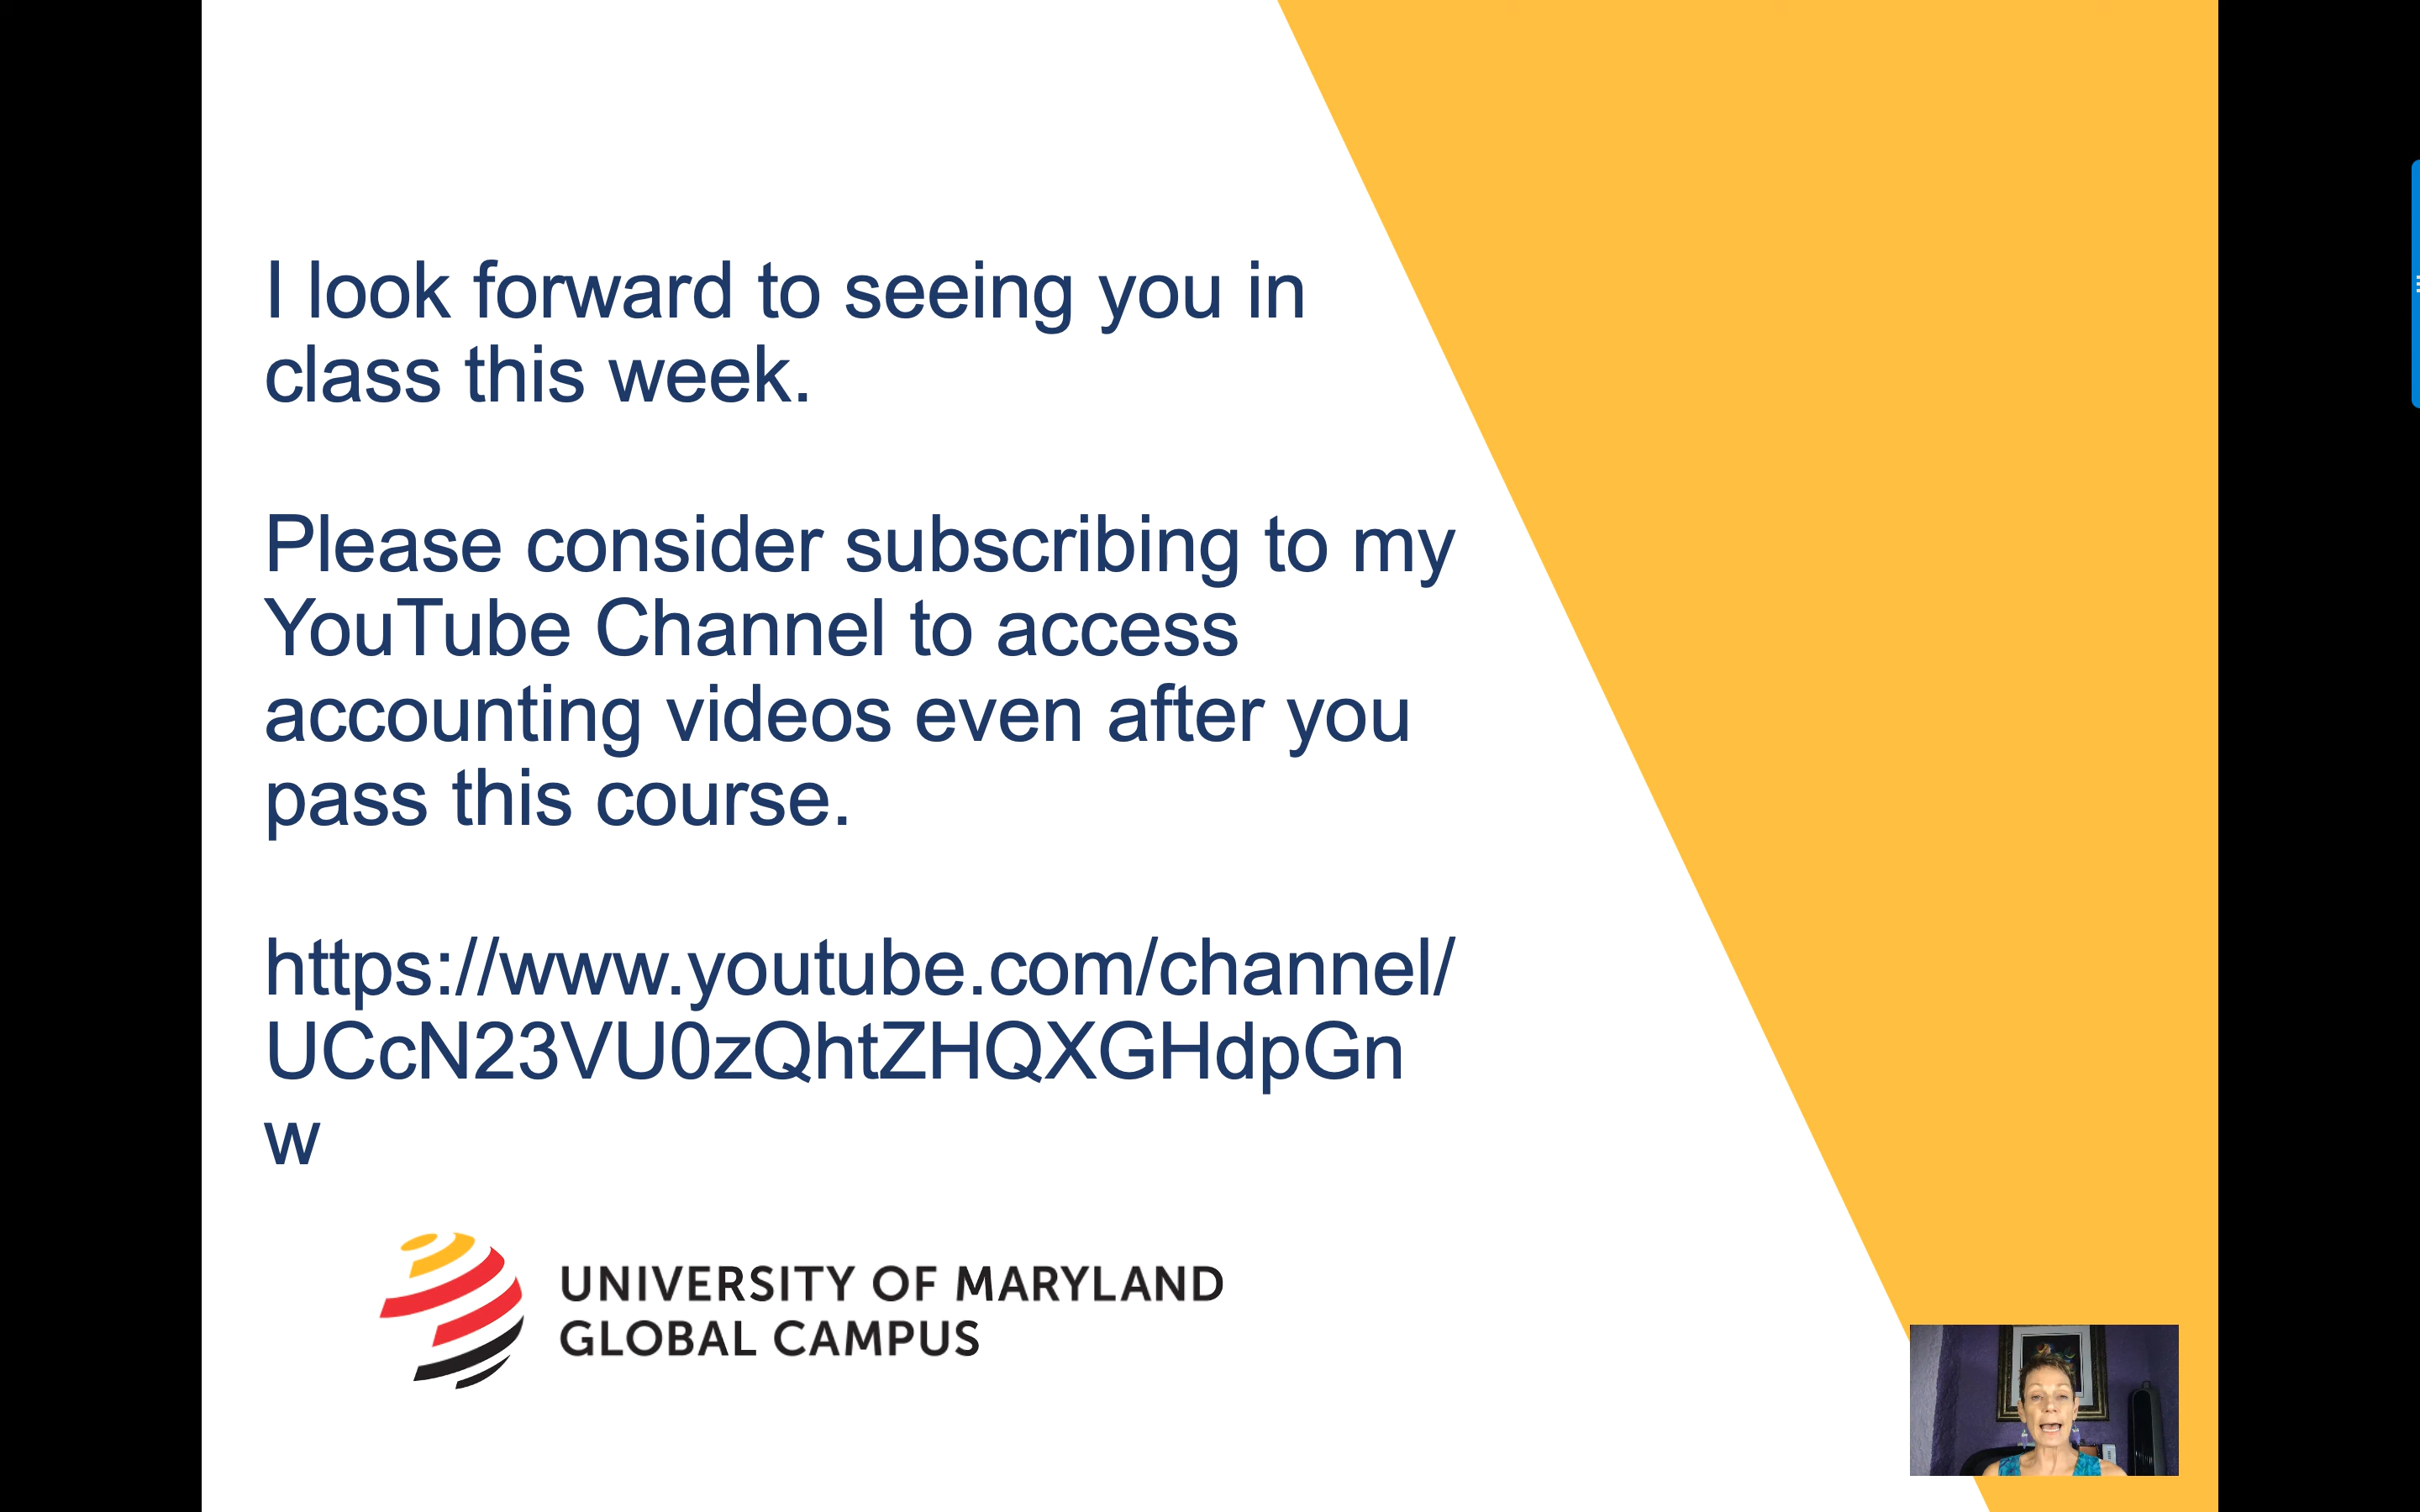 I look forward to seeing you in
class this week.
Please consider subscribing to my
YouTube Channel to access
accounting videos even after you
pass this course.
https://www.youtube.com/channel/
UCcN23VU0zQhtZHQXGHdpGn
w
UNIVERSITY OF MARYLAND
GLOBAL CAMPUS